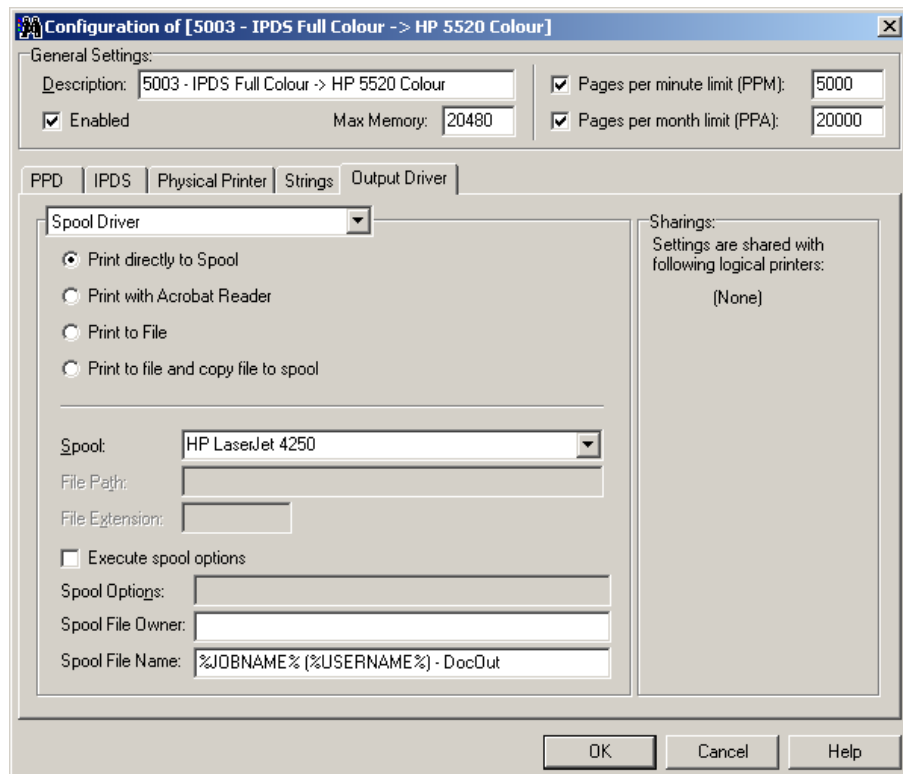 Configuration of [5003 - IPDS Full Colour -> HP 5520 Colour]
General Settings:
Description: 5003 - IPDS Full Colour -> HP 5520 Colour
Pages per minute limit (PPM): 5000
Enabled
Max Memory: 20480
Pages per month limit (PPA): 20000
PPD IPDS Physical Printer Strings Output Driver
Spool Driver
Print directly to Spool
Print with Acrobat Reader
Print to File
Print to file and copy file to spool
Spool: HP LaserJet 4250
File Path:
File Extension:
Execute spool options
Spool Options:
Spool File Owner:
Spool File Name: %JOBNAME% (%USERNAME%) - DocOut
Sharings:
Settings are shared with
following logical printers:
(None)
OK Cancel Help